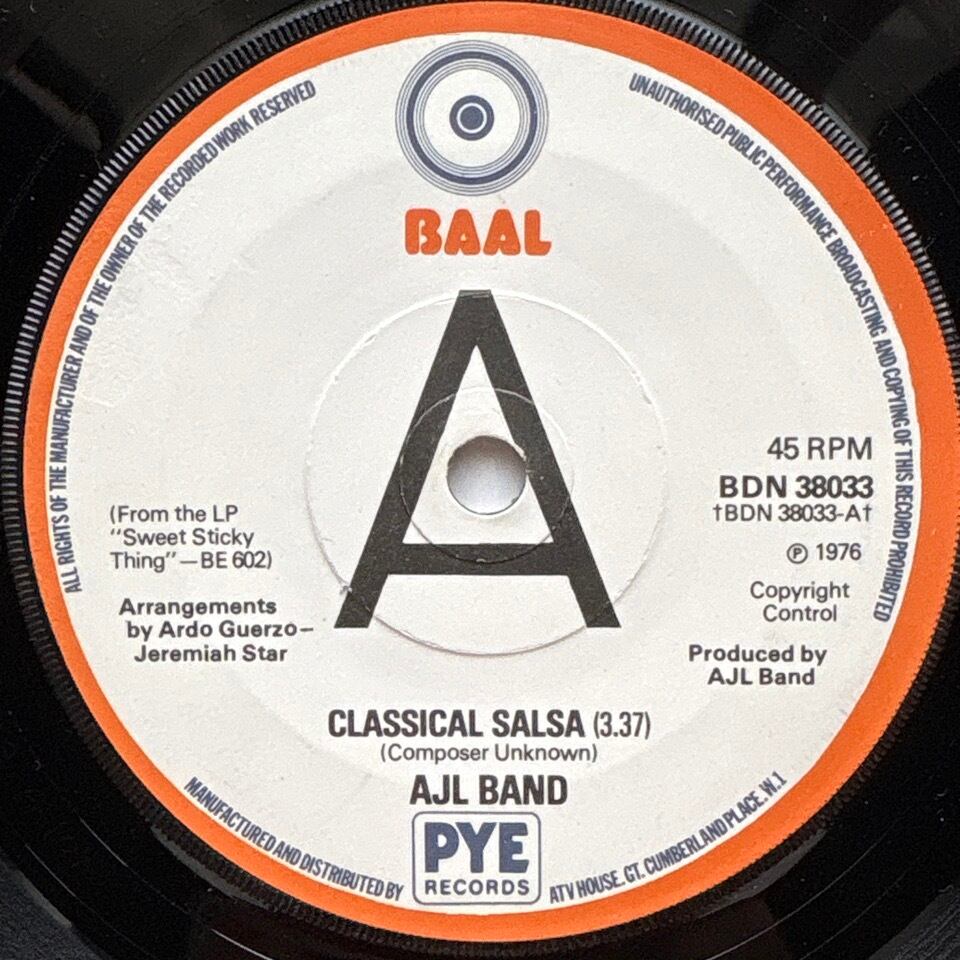 ALL RIGHTS OF THE MANUFACTURER AND OF THE OWNER OF THE RECORDED WORK RESERVED
UNAUTHORISED PUBLIC PERFORMANCE BROADCASTING AND COPYING OF THIS RECORD PROHIBITED
BAAL
A
45 RPM
BDN 38033
†BDN 38033-A†
℗ 1976
Copyright
Control
Produced by
AJL Band
(From the LP
"Sweet Sticky
Thing"—BE 602)
Arrangements
by Ardo Guerzo–
Jeremiah Star
CLASSICAL SALSA (3.37)
(Composer Unknown)
AJL BAND
MANUFACTURED AND DISTRIBUTED BY
PYE
RECORDS
ATV HOUSE. GT. CUMBERLAND PLACE. W.1